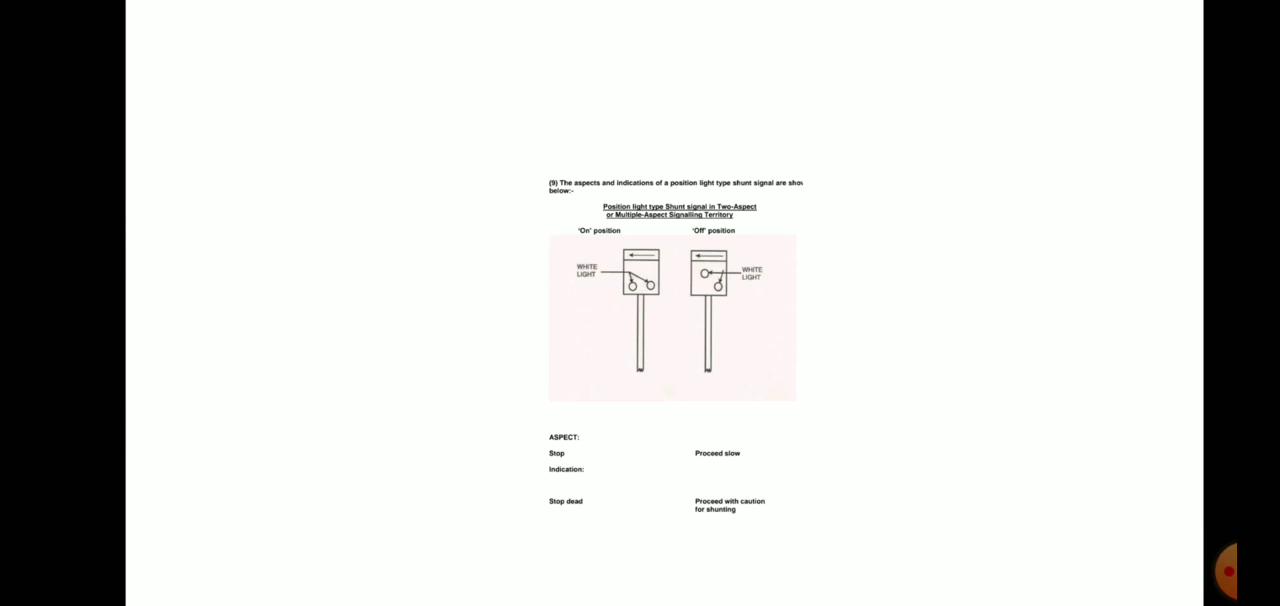 (9) The aspects and indications of a position light type shunt signal are
below:-
Position light type Shunt signal in Two-Aspect
or Multiple-Aspect Signalling Territory
'On' position 'Off' position
WHITE
LIGHT
WHITE
LIGHT
ASPECT:
Stop Proceed slow
Indication:
Stop dead Proceed with caution
for shunting